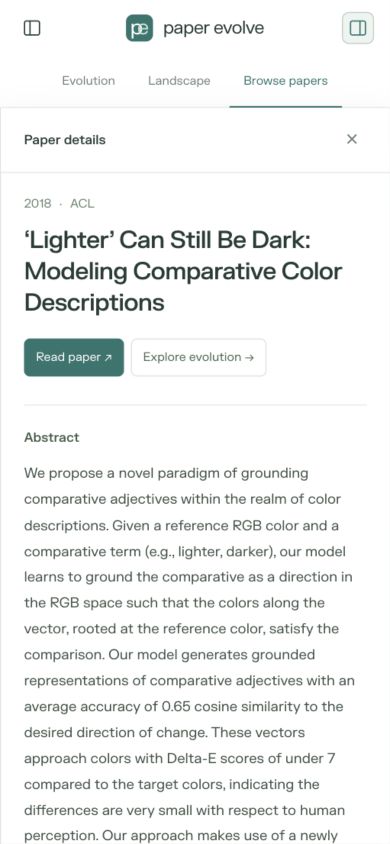 pe paper evolve
Evolution Landscape Browse papers
Paper details
2018 · ACL
‘Lighter’ Can Still Be Dark:
Modeling Comparative Color
Descriptions
Read paper ↗ Explore evolution →
Abstract
We propose a novel paradigm of grounding
comparative adjectives within the realm of color
descriptions. Given a reference RGB color and a
comparative term (e.g., lighter, darker), our model
learns to ground the comparative as a direction in
the RGB space such that the colors along the
vector, rooted at the reference color, satisfy the
comparison. Our model generates grounded
representations of comparative adjectives with an
average accuracy of 0.65 cosine similarity to the
desired direction of change. These vectors
approach colors with Delta-E scores of under 7
compared to the target colors, indicating the
differences are very small with respect to human
perception. Our approach makes use of a newly